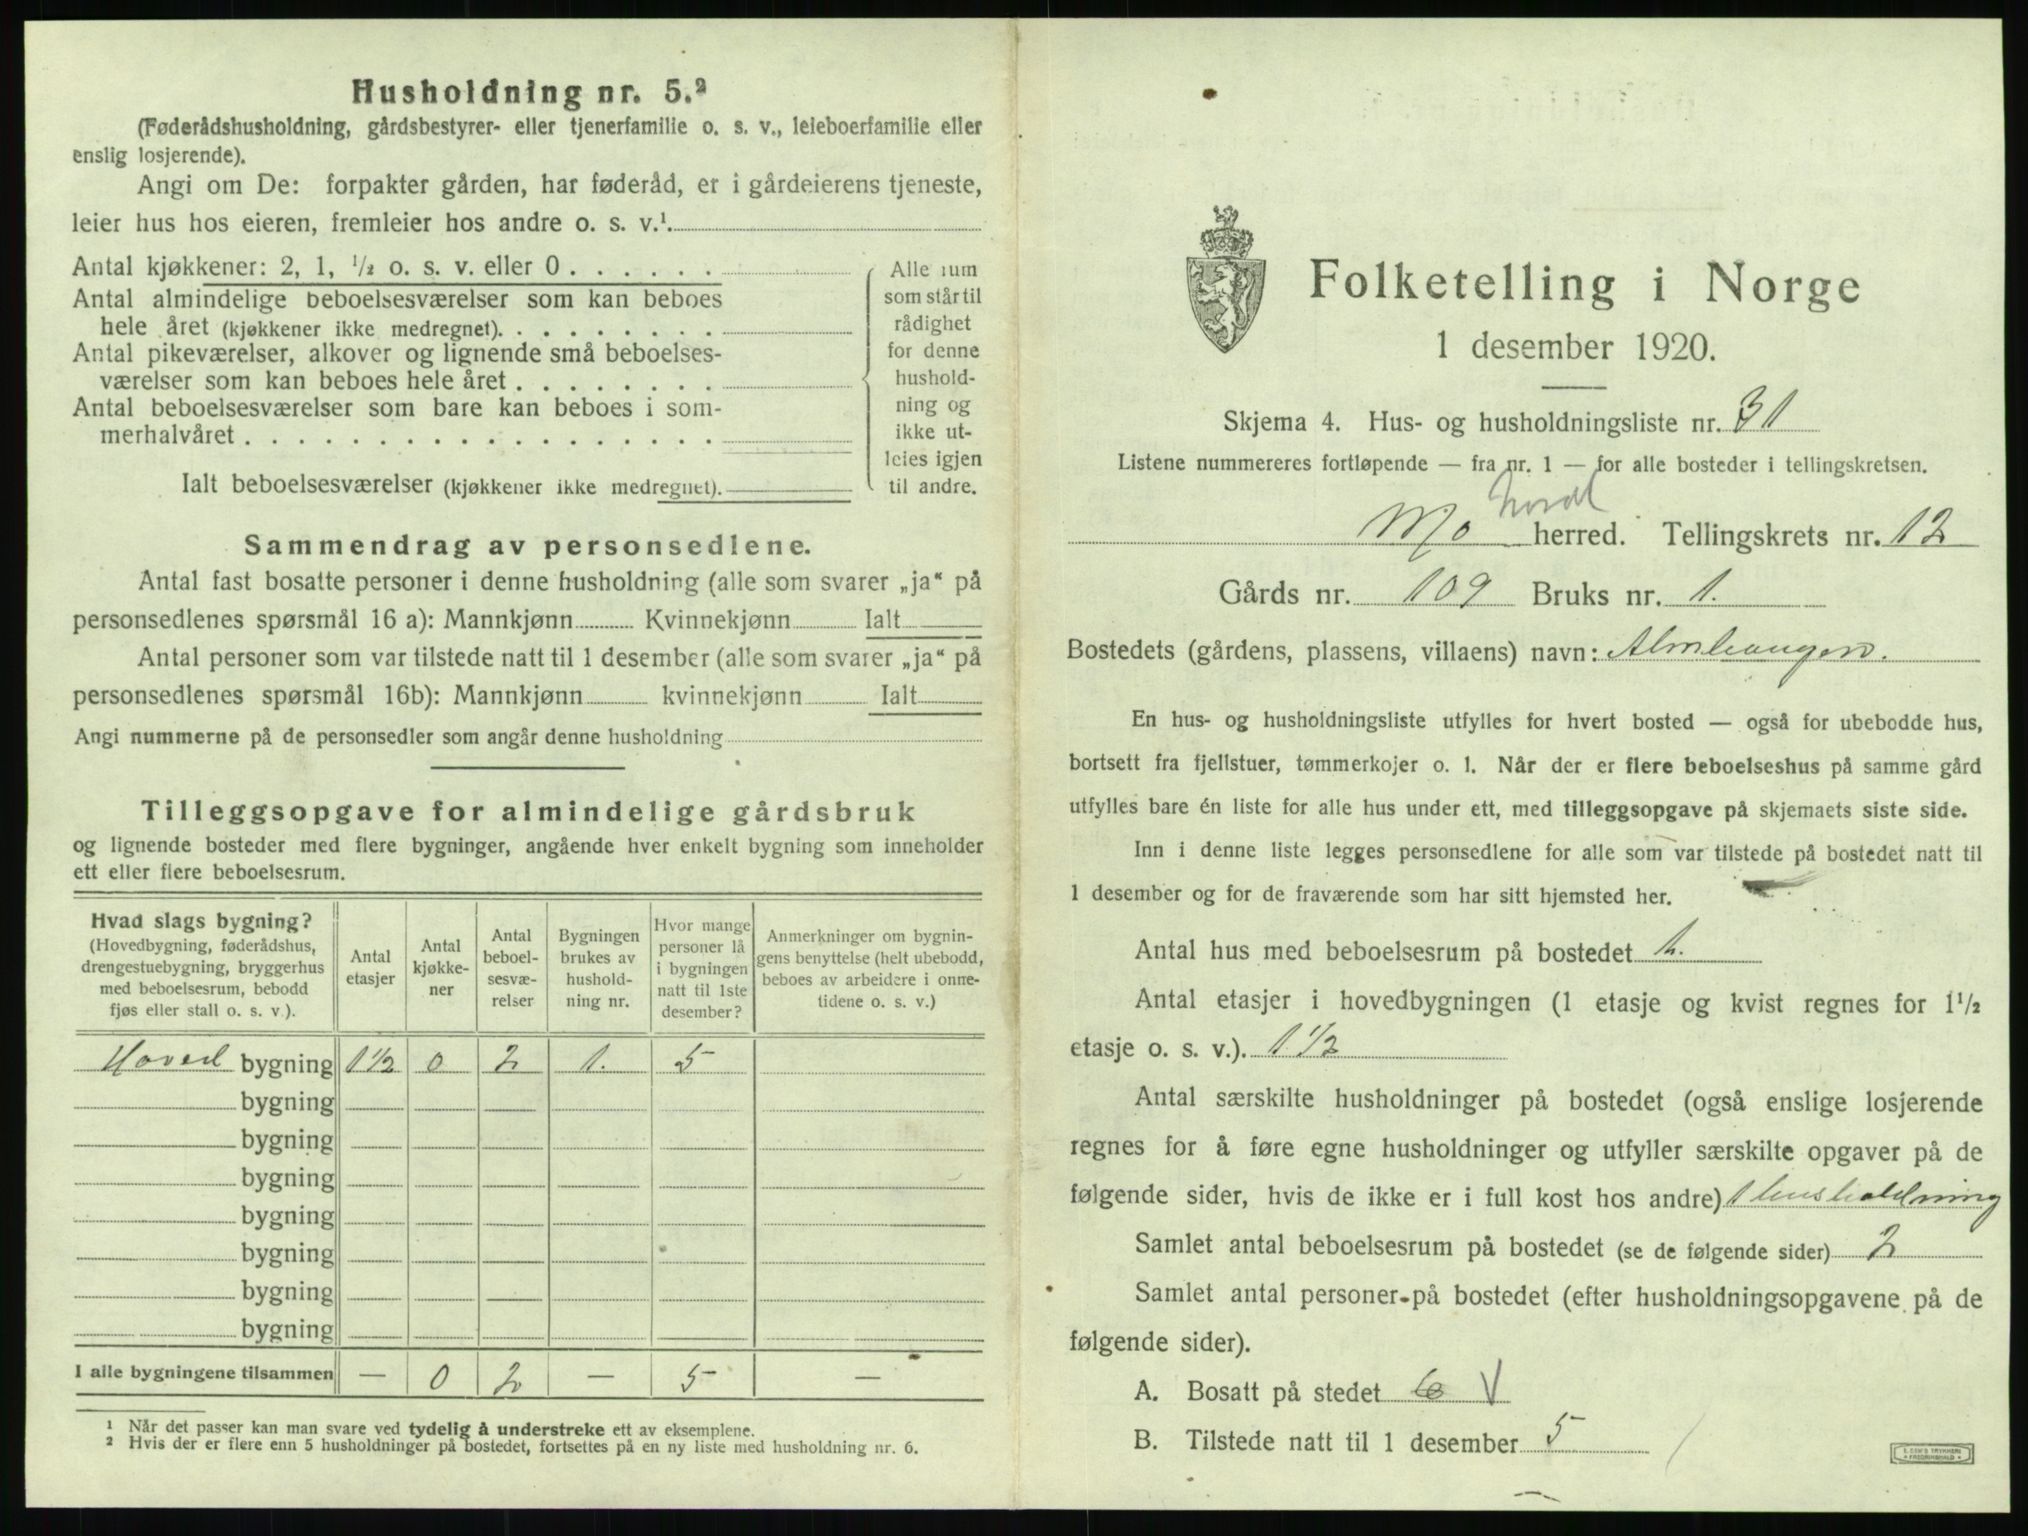 Husholdning nr. 5.²
(Føderådshusholdning, gårdsbestyrer- eller tjenerfamilie o. s. v., leieboerfamilie eller
enslig losjerende).
Angi om De: forpakter gården, har føderåd, er i gårdeierens tjeneste,
leier hus hos eieren, fremleier hos andre o. s. v.¹.
Antal kjøkkener: 2, 1, ½ o. s. v. eller 0 . . . . . .
Antal almindelige beboelsesværelser som kan beboes
hele året (kjøkkener ikke medregnet). . . . . . . . .
Antal pikeværelser, alkover og lignende små beboelses-
værelser som kan beboes hele året . . . . . . . .
Antal beboelsesværelser som bare kan beboes i som-
merhalvåret . . . . . . . . . . . . . . . . . .
Ialt beboelsesværelser (kjøkkener ikke medregnet).
Alle rum
som står til
rådighet
for denne
hushold-
ning og
ikke ut-
leies igjen
til andre.
Sammendrag av personsedlene.
Antal fast bosatte personer i denne husholdning (alle som svarer „ja“ på
personsedlenes spørsmål 16 a): Mannkjønn Kvinnekjønn Ialt
Antal personer som var tilstede natt til 1 desember (alle som svarer „ja“ på
personsedlenes spørsmål 16b): Mannkjønn kvinnekjønn Ialt
Angi nummerne på de personsedler som angår denne husholdning
Tilleggsopgave for almindelige gårdsbruk
og lignende bosteder med flere bygninger, angående hver enkelt bygning som inneholder
ett eller flere beboelsesrum.
Hvad slags bygning?
(Hovedbygning, føderådshus,
drengestuebygning, bryggerhus
med beboelsesrum, bebodd
fjøs eller stall o. s. v.).
Antal
etasjer
Antal
kjøkke-
ner
Antal
beboel-
sesvæ-
relser
Bygningen
brukes av
hushold-
ning nr.
Hvor mange
personer lå
i bygningen
natt til 1ste
desember?
Anmerkninger om bygnin-
gens benyttelse (helt ubebodd,
beboes av arbeidere i onne-
tidene o. s. v.)
Hoved bygning 1½ 0 2 1. 5
bygning
bygning
bygning
bygning
bygning
bygning
bygning
I alle bygningene tilsammen — 0 2 — 5 —
¹ Når det passer kan man svare ved tydelig å understreke ett av eksemplene.
² Hvis der er flere enn 5 husholdninger på bostedet, fortsettes på en ny liste med husholdning nr. 6.
Folketelling i Norge
1 desember 1920.
Skjema 4. Hus- og husholdningsliste nr. 31
Listene nummereres fortløpende — fra nr. 1 — for alle bosteder i tellingskretsen.
Nord
Mo herred. Tellingskrets nr. 12
Gårds nr. 109 Bruks nr. 1.
Bostedets (gårdens, plassens, villaens) navn: Almhaugen.
En hus- og husholdningsliste utfylles for hvert bosted — også for ubebodde hus,
bortsett fra fjellstuer, tømmerkojer o. l. Når der er flere beboelseshus på samme gård
utfylles bare én liste for alle hus under ett, med tilleggsopgave på skjemaets siste side.
Inn i denne liste legges personsedlene for alle som var tilstede på bostedet natt til
1 desember og for de fraværende som har sitt hjemsted her.
Antal hus med beboelsesrum på bostedet 1.
Antal etasjer i hovedbygningen (1 etasje og kvist regnes for 1½
etasje o. s. v.). 1½
Antal særskilte husholdninger på bostedet (også enslige losjerende
regnes for å føre egne husholdninger og utfyller særskilte opgaver på de
følgende sider, hvis de ikke er i full kost hos andre) 1 husholdning
Samlet antal beboelsesrum på bostedet (se de følgende sider) 2
Samlet antal personer på bostedet (efter husholdningsopgavene på de
følgende sider).
A. Bosatt på stedet 6 V
B. Tilstede natt til 1 desember 5